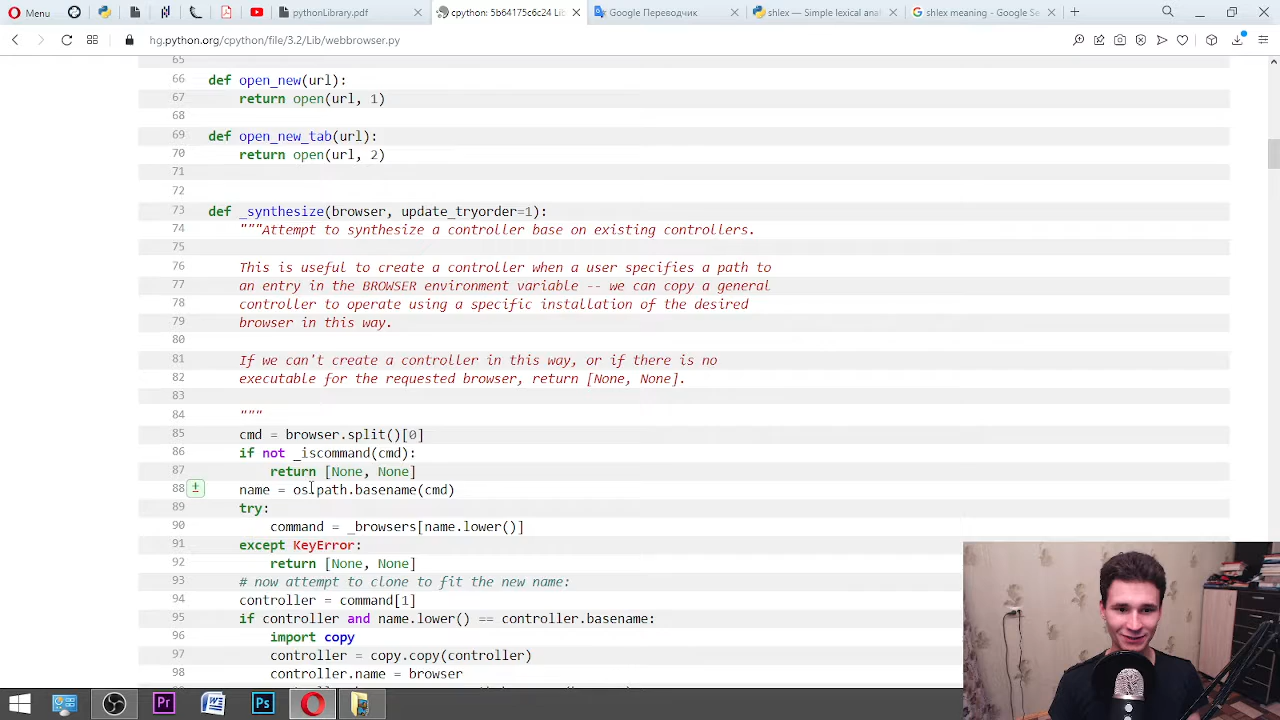 Menu
pythonLibrary.pdf
cpython: 5b64175c6c24 Lib
Google Переводчик
shlex — Simple lexical anal
shlex meaning - Google Se
hg.python.org/cpython/file/3.2/Lib/webbrowser.py
65
66 def open_new(url):
67 return open(url, 1)
68
69 def open_new_tab(url):
70 return open(url, 2)
71
72
73 def _synthesize(browser, update_tryorder=1):
74 """Attempt to synthesize a controller base on existing controllers.
75
76 This is useful to create a controller when a user specifies a path to
77 an entry in the BROWSER environment variable -- we can copy a general
78 controller to operate using a specific installation of the desired
79 browser in this way.
80
81 If we can't create a controller in this way, or if there is no
82 executable for the requested browser, return [None, None].
83
84 """
85 cmd = browser.split()[0]
86 if not _iscommand(cmd):
87 return [None, None]
88 ± name = os.path.basename(cmd)
89 try:
90 command = _browsers[name.lower()]
91 except KeyError:
92 return [None, None]
93 # now attempt to clone to fit the new name:
94 controller = command[1]
95 if controller and name.lower() == controller.basename:
96 import copy
97 controller = copy.copy(controller)
98 controller.name = browser
Pr
W
Ps